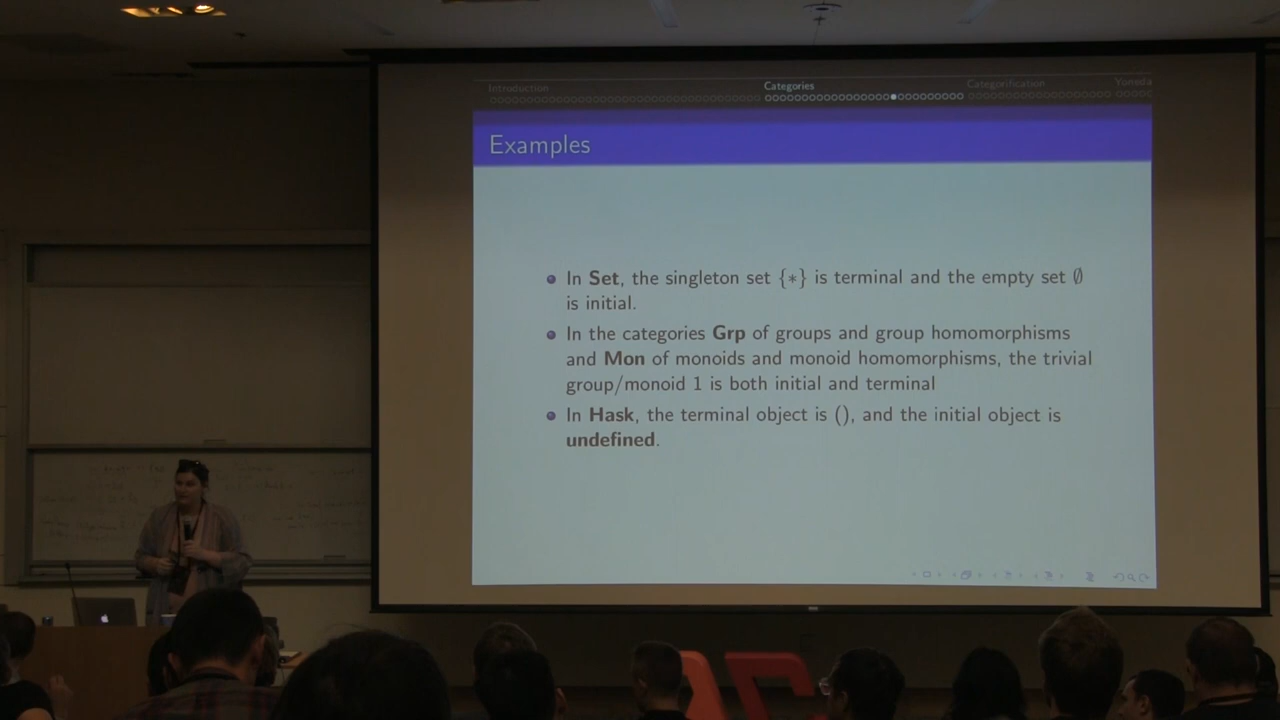 Introduction Categories Categorification Yoneda
Examples
In Set, the singleton set {∗} is terminal and the empty set ∅
is initial.
In the categories Grp of groups and group homomorphisms
and Mon of monoids and monoid homomorphisms, the trivial
group/monoid 1 is both initial and terminal
In Hask, the terminal object is (), and the initial object is
undefined.